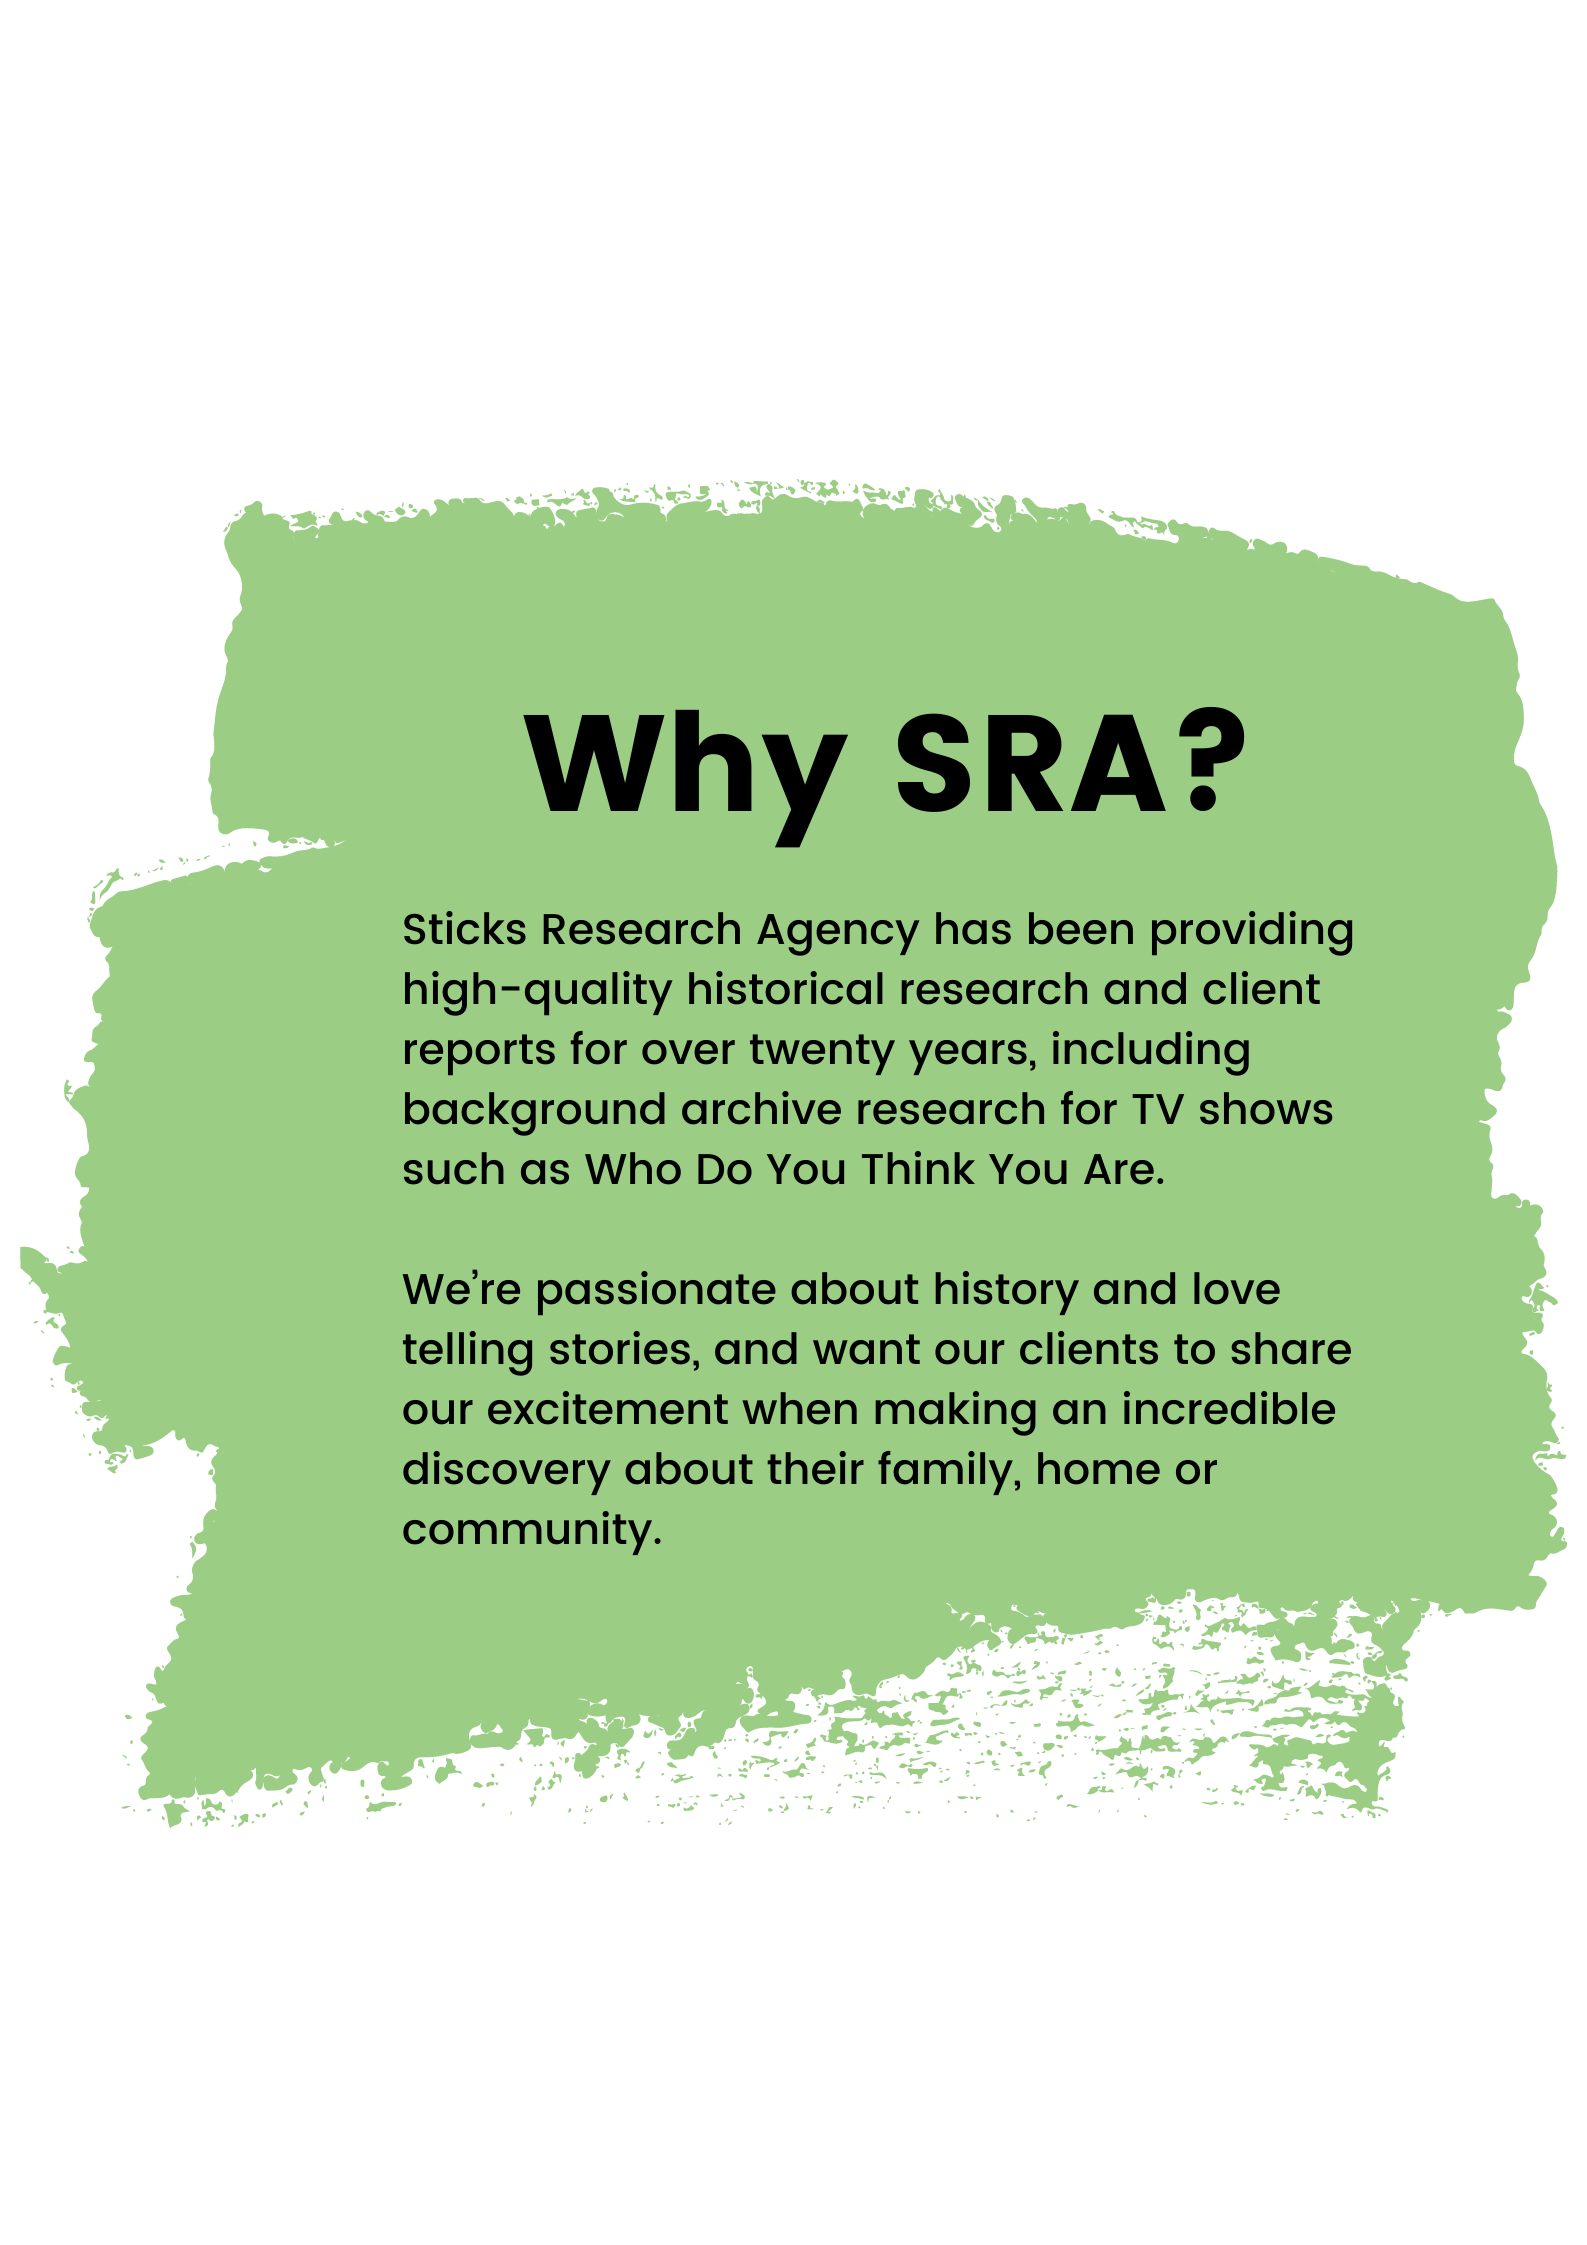 Why SRA?
Sticks Research Agency has been providing
high-quality historical research and client
reports for over twenty years, including
background archive research for TV shows
such as Who Do You Think You Are.
We’re passionate about history and love
telling stories, and want our clients to share
our excitement when making an incredible
discovery about their family, home or
community.